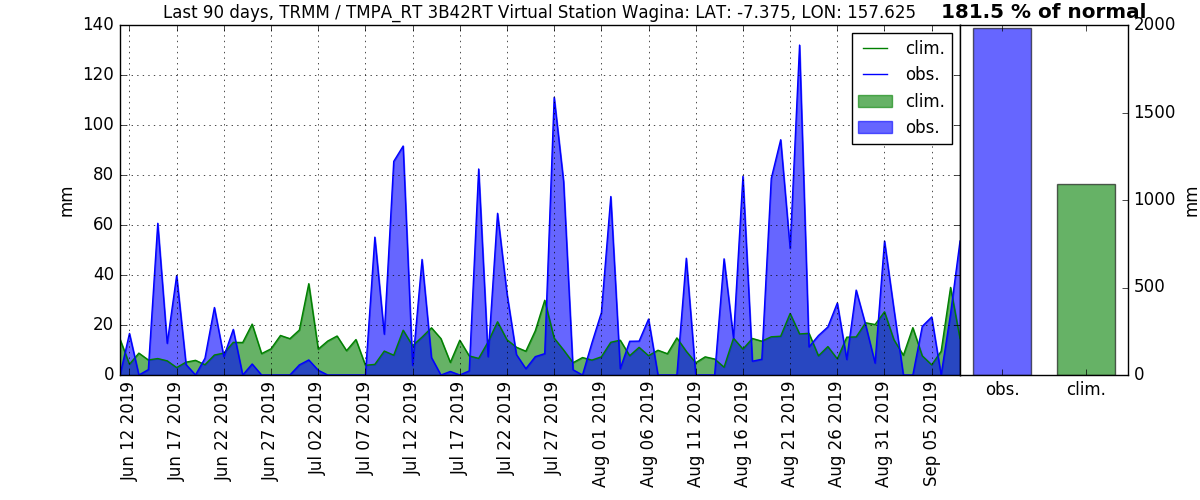 Last 90 days, TRMM / TMPA_RT 3B42RT Virtual Station Wagina: LAT: -7.375, LON: 157.625
181.5 % of normal
mm
140
120
100
80
60
40
20
0
clim.
obs.
clim.
obs.
2000
1500
1000
500
0
mm
Jun 12 2019
Jun 17 2019
Jun 22 2019
Jun 27 2019
Jul 02 2019
Jul 07 2019
Jul 12 2019
Jul 17 2019
Jul 22 2019
Jul 27 2019
Aug 01 2019
Aug 06 2019
Aug 11 2019
Aug 16 2019
Aug 21 2019
Aug 26 2019
Aug 31 2019
Sep 05 2019
obs.
clim.